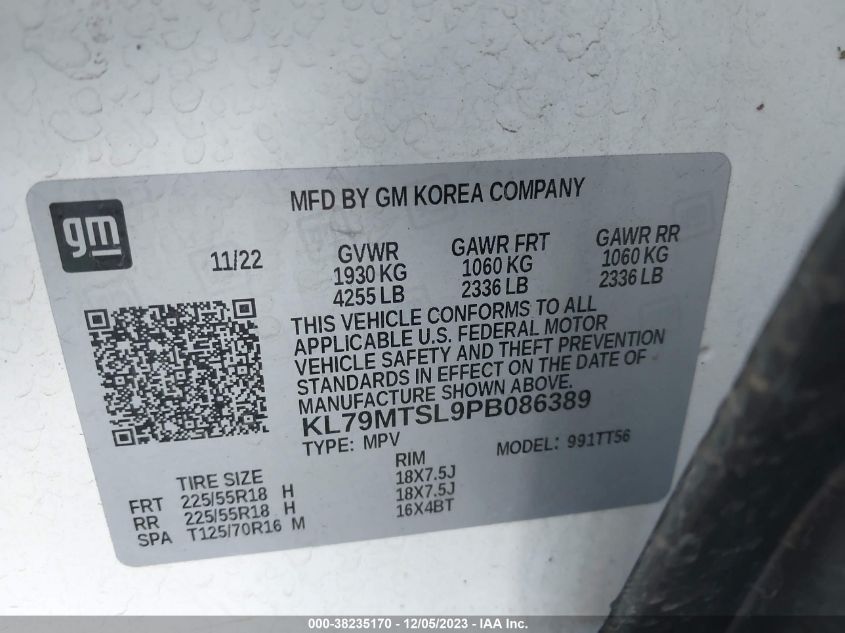 MFD BY GM KOREA COMPANY
gm
11/22
GVWR GAWR FRT GAWR RR
1930 KG 1060 KG 1060 KG
4255 LB 2336 LB 2336 LB
THIS VEHICLE CONFORMS TO ALL
APPLICABLE U.S. FEDERAL MOTOR
VEHICLE SAFETY AND THEFT PREVENTION
STANDARDS IN EFFECT ON THE DATE OF
MANUFACTURE SHOWN ABOVE.
KL79MTSL9PB086389
TYPE: MPV MODEL: 991TT56
TIRE SIZE RIM
FRT 225/55R18 H 18X7.5J
RR 225/55R18 H 18X7.5J
SPA T125/70R16 M 16X4BT
000-38235170 - 12/05/2023 - IAA Inc.